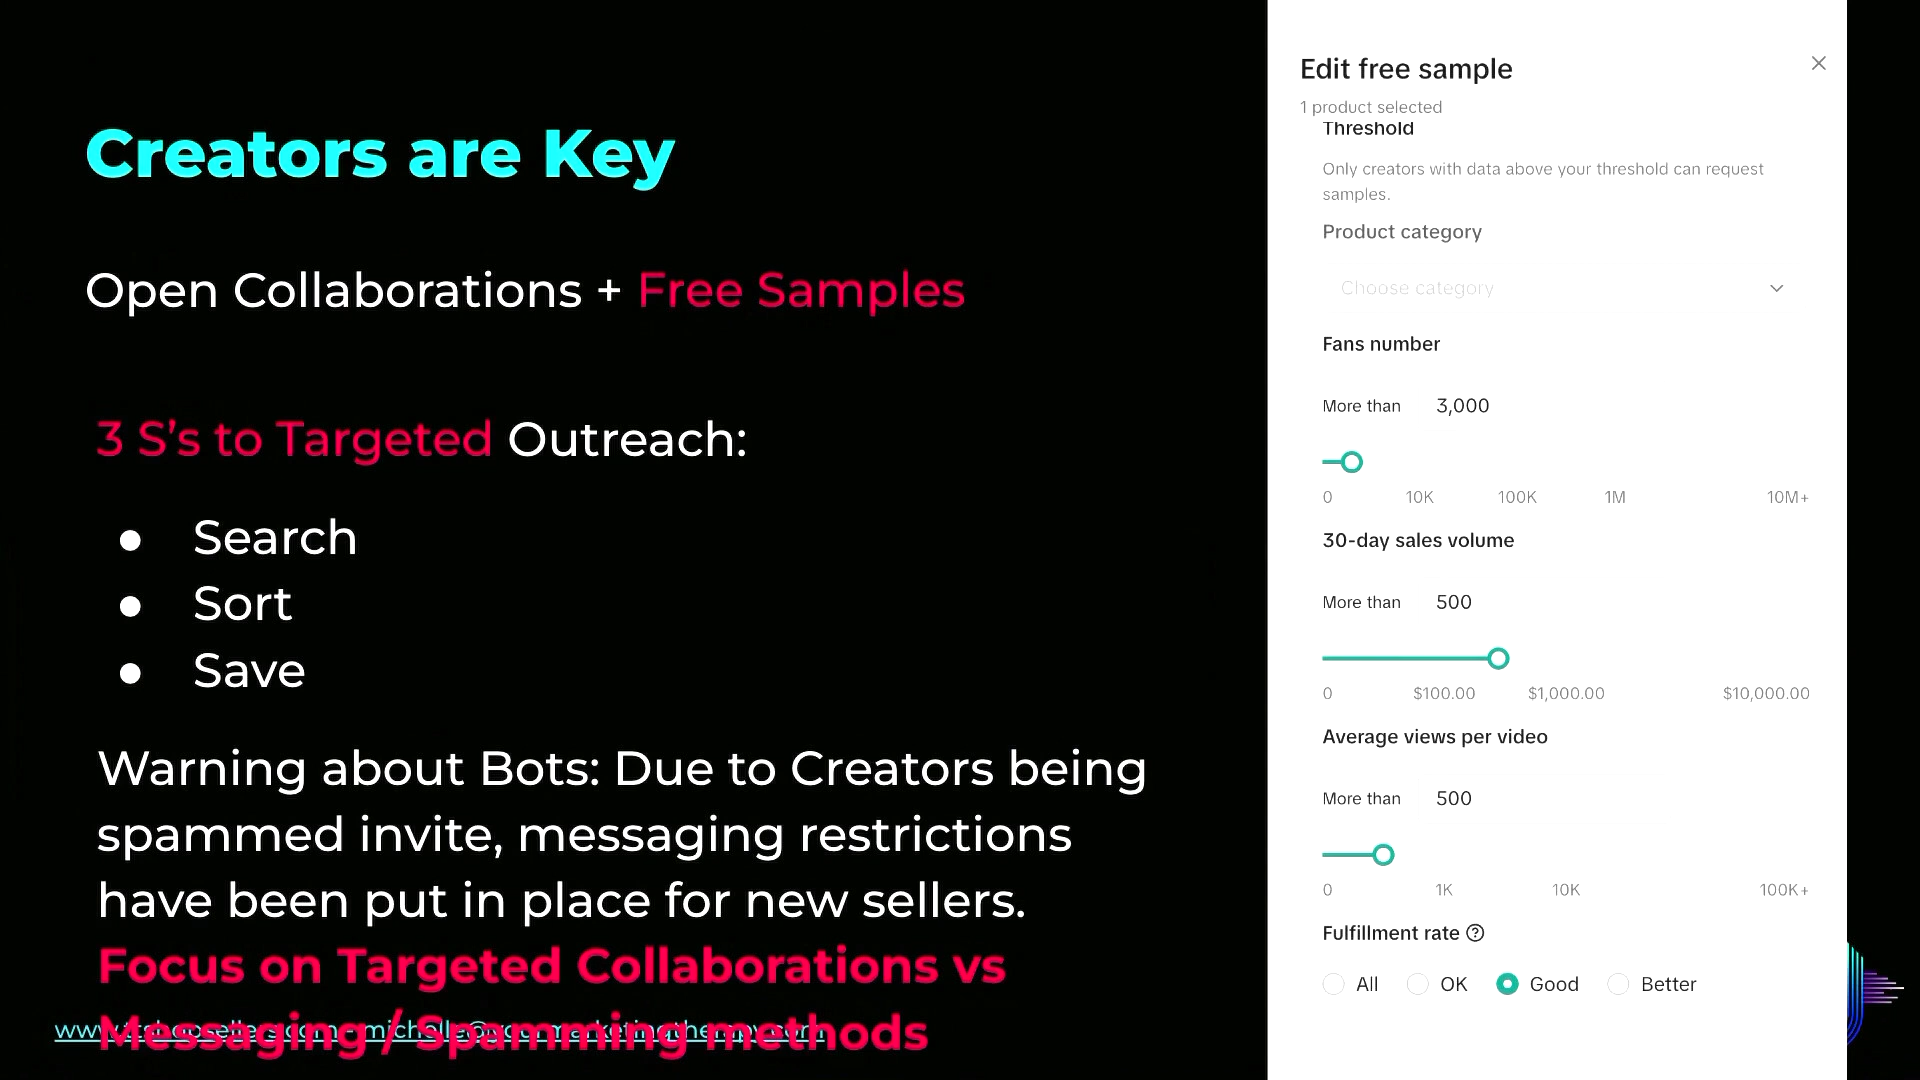 Creators are Key
Open Collaborations + Free Samples
3 S's to Targeted Outreach:
● Search
● Sort
● Save
Warning about Bots: Due to Creators being
spammed invite, messaging restrictions
have been put in place for new sellers.
Focus on Targeted Collaborations vs
Messaging / Spamming methods
Edit free sample
1 product selected
Threshold
Only creators with data above your threshold can request
samples.
Product category
Choose category
Fans number
More than 3,000
0 10K 100K 1M 10M+
30-day sales volume
More than 500
0 $100.00 $1,000.00 $10,000.00
Average views per video
More than 500
0 1K 10K 100K+
Fulfillment rate ?
All OK Good Better